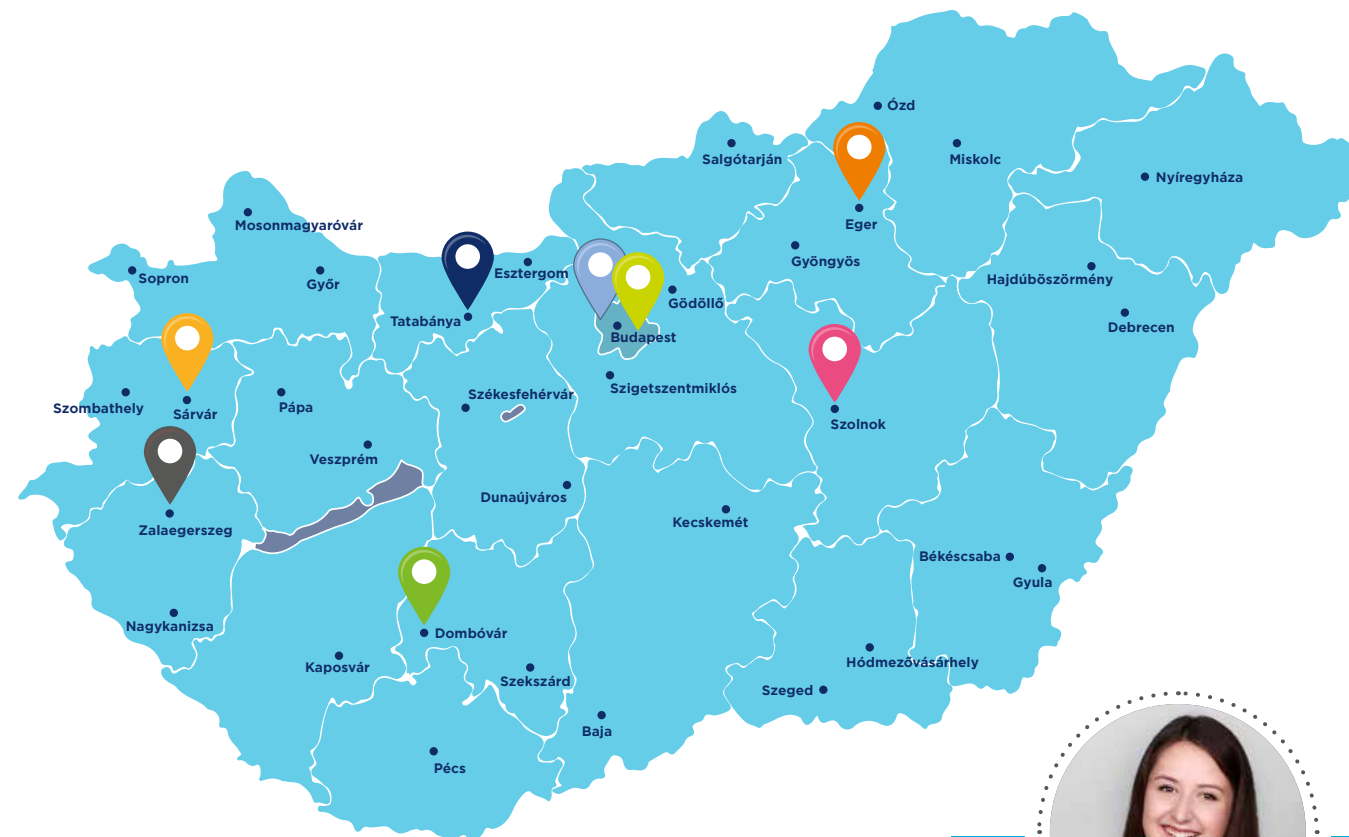 Ózd
Salgótarján
Miskolc
Nyíregyháza
Mosonmagyaróvár
Eger
Gyöngyös
Sopron
Győr
Esztergom
Hajdúböszörmény
Gödöllő
Tatabánya
Budapest
Debrecen
Szombathely
Sárvár
Pápa
Székesfehérvár
Szigetszentmiklós
Szolnok
Veszprém
Dunaújváros
Kecskemét
Zalaegerszeg
Békéscsaba
Gyula
Nagykanizsa
Dombóvár
Kaposvár
Szekszárd
Hódmezővásárhely
Szeged
Baja
Pécs